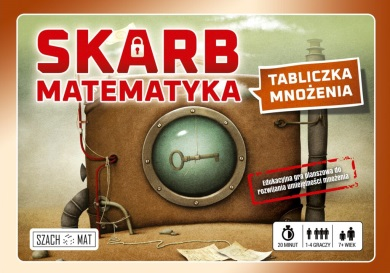 SKARB
MATEMATYKA
TABLICZKA
MNOŻENIA
Edukacyjna gra planszowa do
rozwijania umiejętności mnożenia
SZACH MAT
20 MINUT
1-4 GRACZY
7+ WIEK